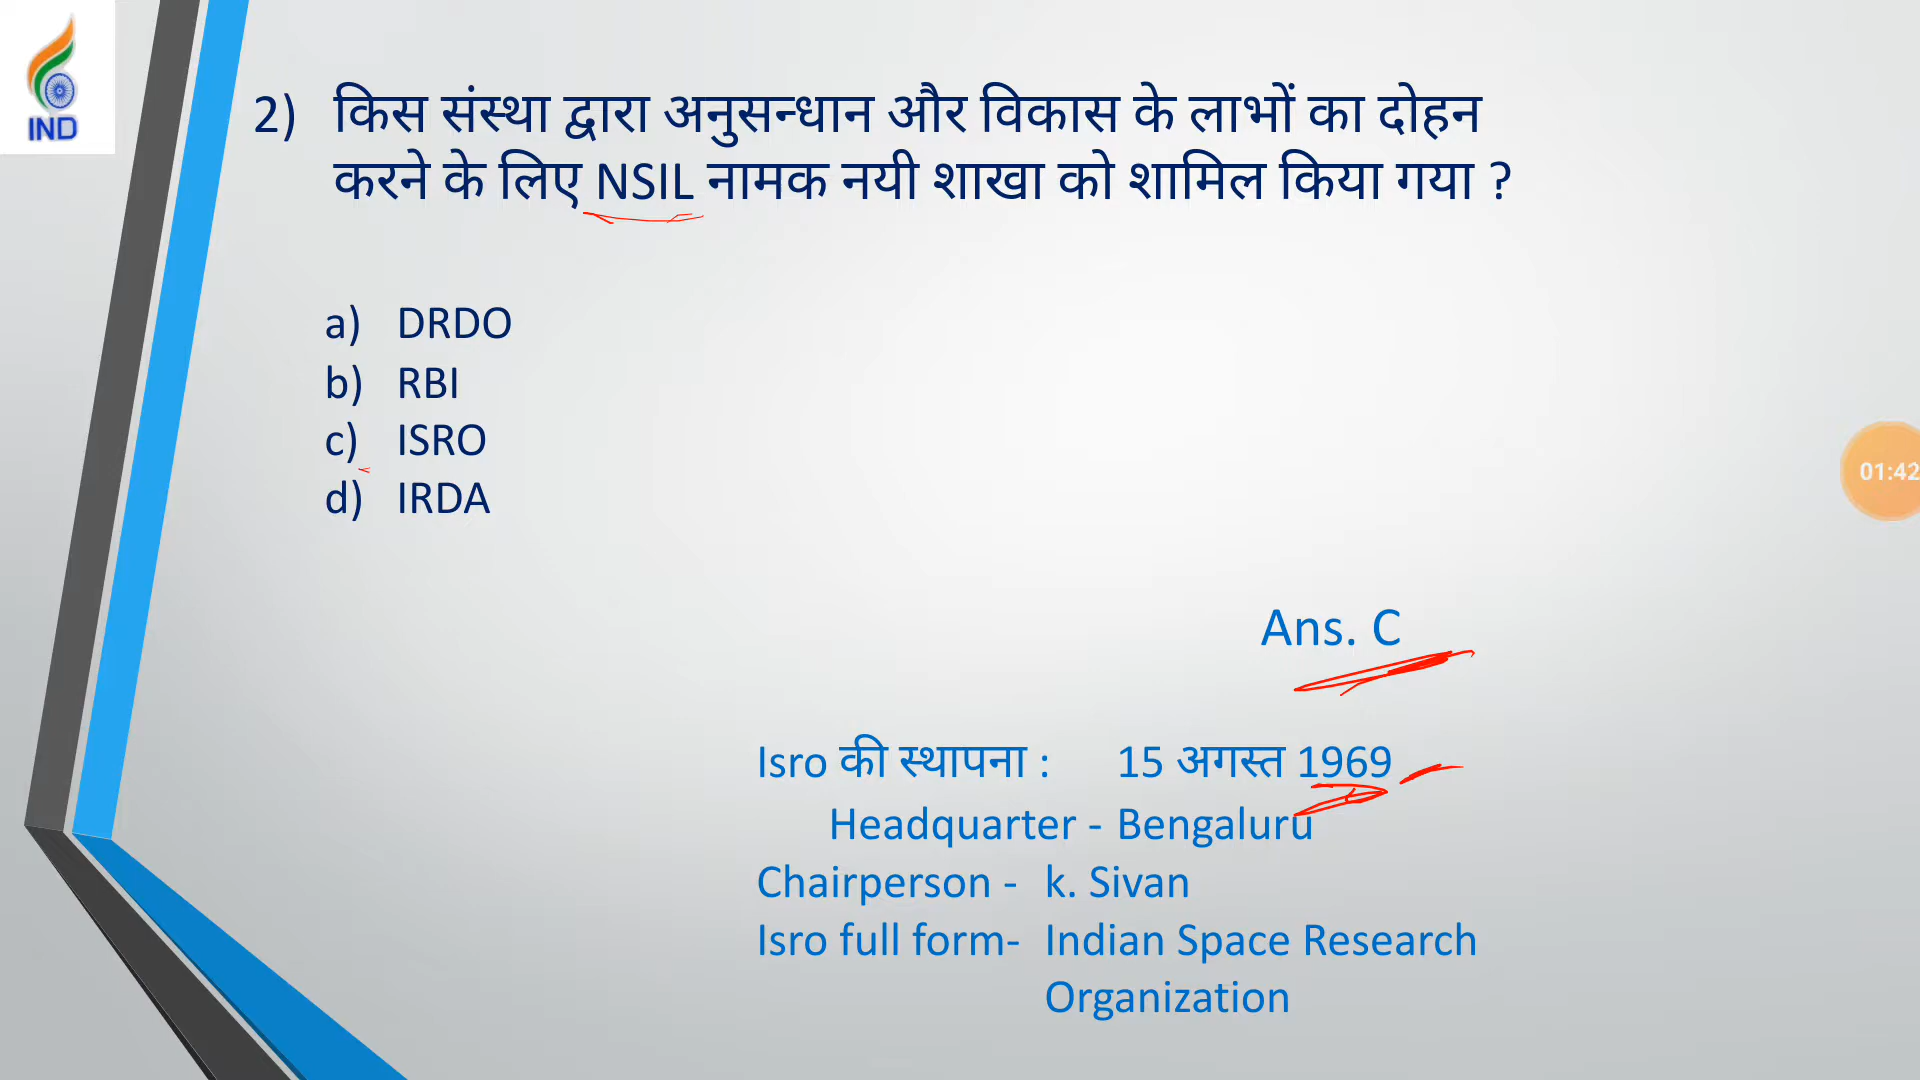 IND
2) किस संस्था द्वारा अनुसन्धान और विकास के लाभों का दोहन
करने के लिए NSIL नामक नयी शाखा को शामिल किया गया ?
a) DRDO
b) RBI
c) ISRO
d) IRDA
01:42
Ans. C
Isro की स्थापना : 15 अगस्त 1969
Headquarter - Bengaluru
Chairperson - k. Sivan
Isro full form- Indian Space Research
Organization